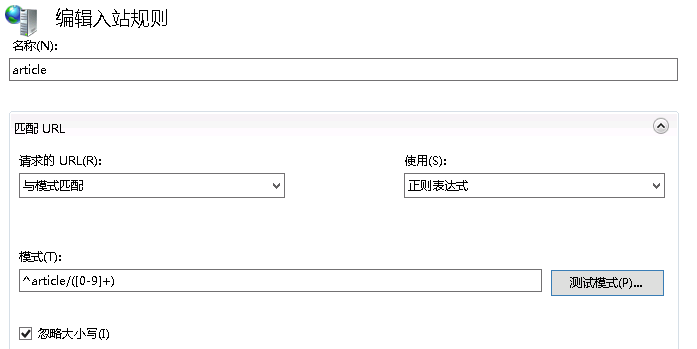 编辑入站规则
名称(N):
article
匹配 URL
请求的 URL(R): 使用(S):
与模式匹配 正则表达式
模式(T):
^article/([0-9]+) 测试模式(P)...
忽略大小写(I)